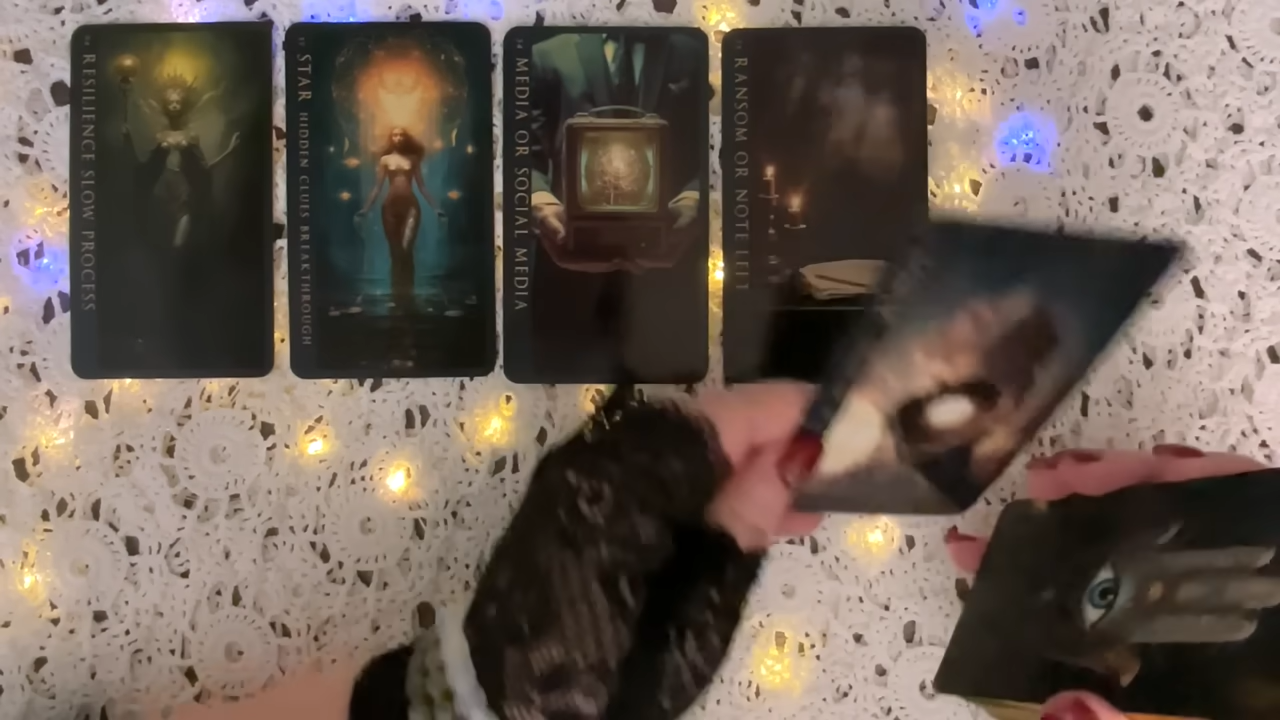 RESILIENCE SLOW PROCESS
STAR HIDDEN CLUES BREAKTHROUGH
MEDIA OR SOCIAL MEDIA
RANSOM OR NOTE LEFT